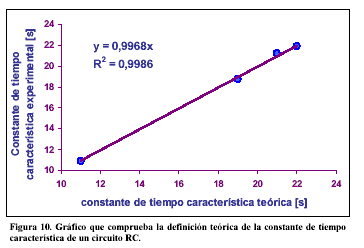 Constante de tiempo
característica experimental [s]
24
22
20
18
16
14
12
10
y = 0,9968x
R² = 0,9986
10 12 14 16 18 20 22 24
constante de tiempo característica teórica [s]
Figura 10. Gráfico que comprueba la definición teórica de la constante de tiempo
característica de un circuito RC.